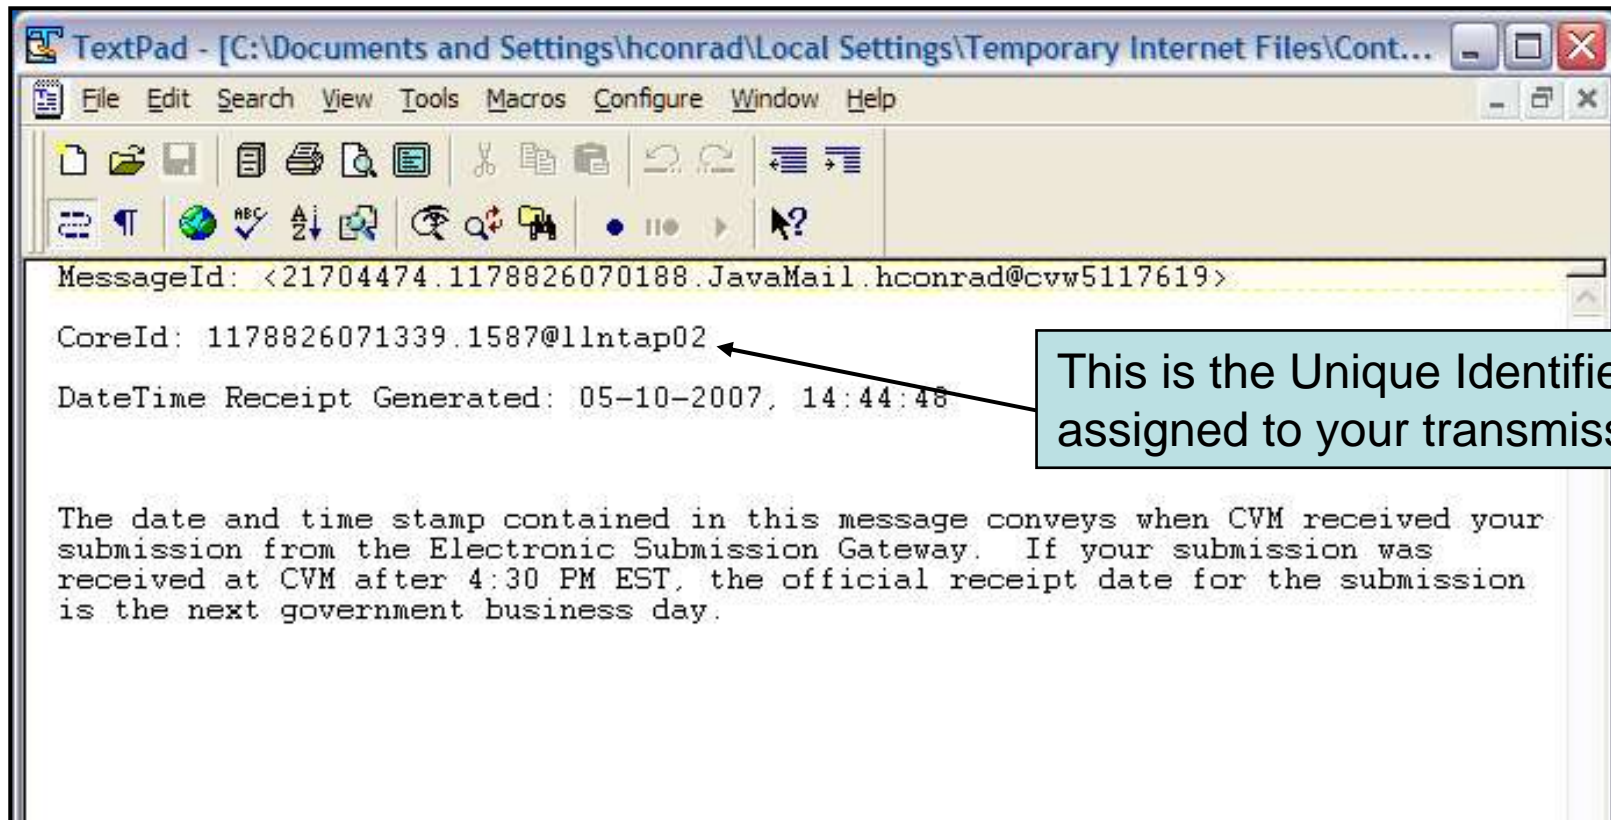 TextPad - [C:\Documents and Settings\hconrad\Local Settings\Temporary Internet Files\Cont...
File Edit Search View Tools Macros Configure Window Help
MessageId: <21704474.1178826070188.JavaMail.hconrad@cvw5117619>
CoreId: 1178826071339.1587@llntap02
This is the Unique Identifie
assigned to your transmiss
DateTime Receipt Generated: 05-10-2007, 14:44:48
The date and time stamp contained in this message conveys when CVM received your
submission from the Electronic Submission Gateway. If your submission was
received at CVM after 4:30 PM EST, the official receipt date for the submission
is the next government business day.